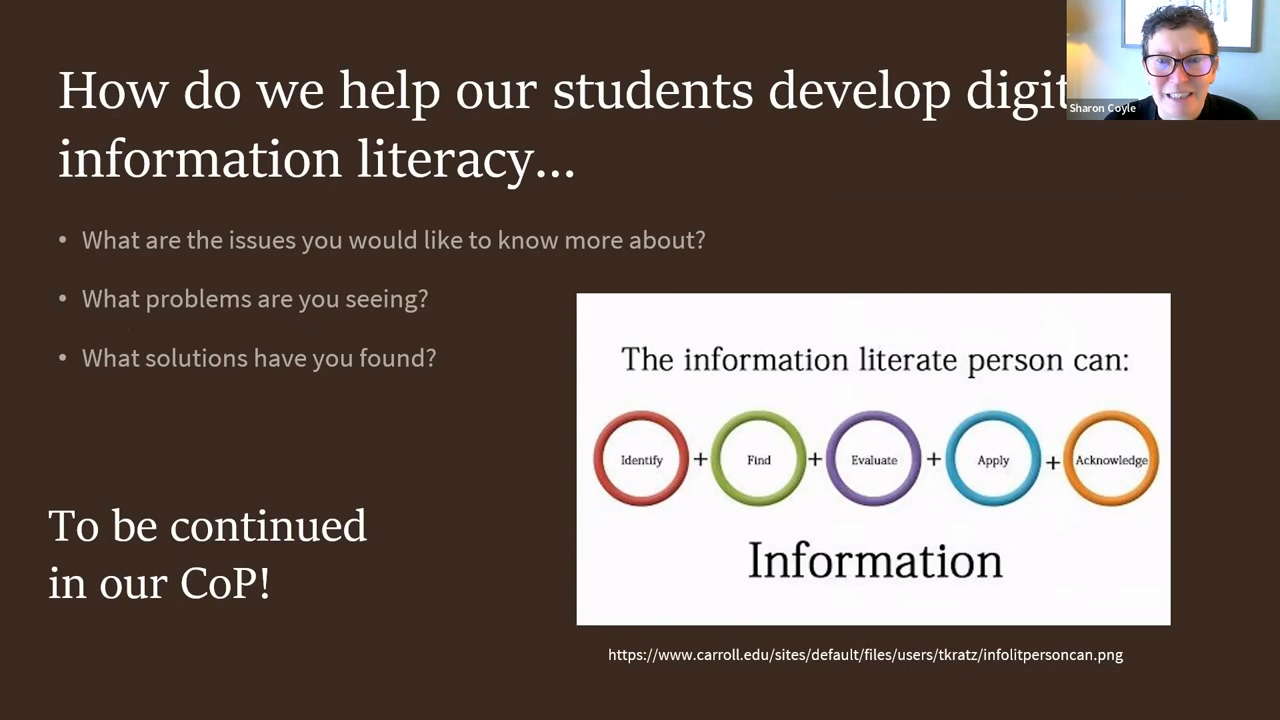 How do we help our students develop digit
Sharon Coyle
information literacy...
• What are the issues you would like to know more about?
• What problems are you seeing?
• What solutions have you found?
The information literate person can:
Identify + Find + Evaluate + Apply + Acknowledge
Information
To be continued
in our CoP!
https://www.carroll.edu/sites/default/files/users/tkratz/infolitpersoncan.png